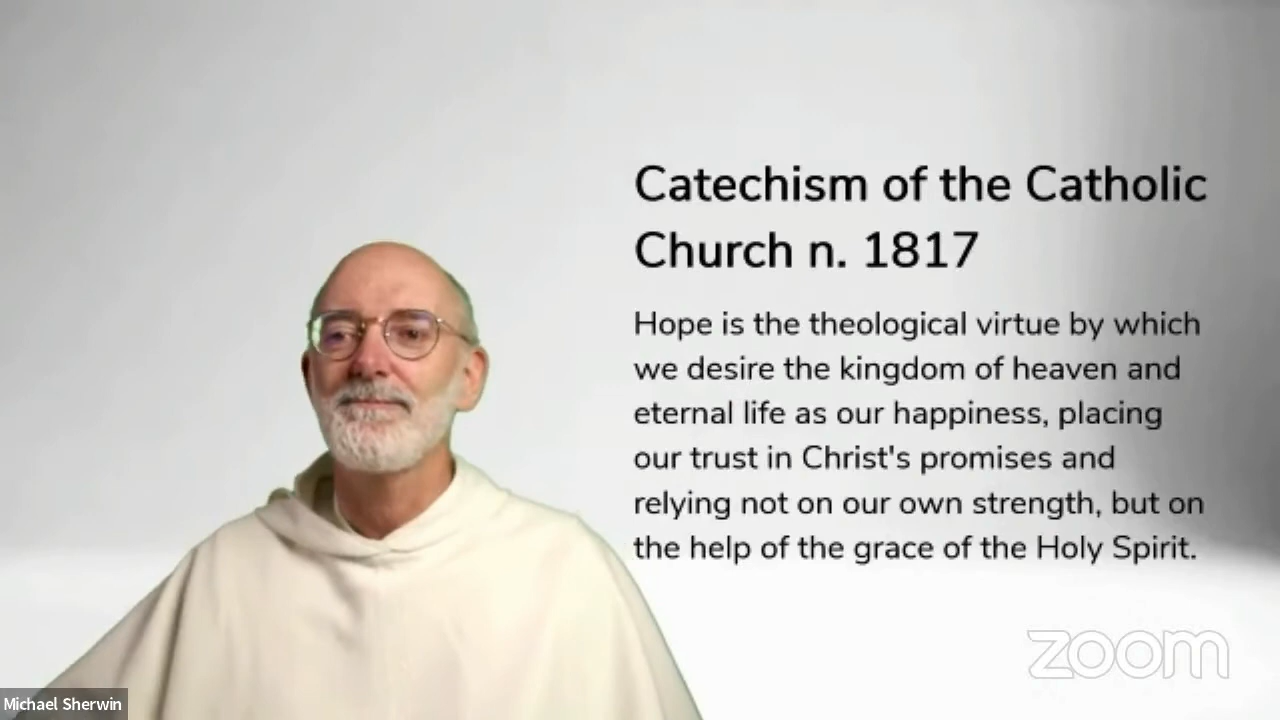 Catechism of the Catholic
Church n. 1817
Hope is the theological virtue by which
we desire the kingdom of heaven and
eternal life as our happiness, placing
our trust in Christ's promises and
relying not on our own strength, but on
the help of the grace of the Holy Spirit.
zoom
Michael Sherwin